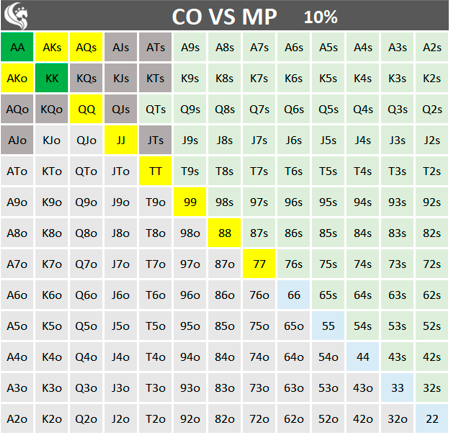 CO VS MP 10%
AA AKs AQs AJs ATs A9s A8s A7s A6s A5s A4s A3s A2s
AKo KK KQs KJs KTs K9s K8s K7s K6s K5s K4s K3s K2s
AQo KQo QQ QJs QTs Q9s Q8s Q7s Q6s Q5s Q4s Q3s Q2s
AJo KJo QJo JJ JTs J9s J8s J7s J6s J5s J4s J3s J2s
ATo KTo QTo JTo TT T9s T8s T7s T6s T5s T4s T3s T2s
A9o K9o Q9o J9o T9o 99 98s 97s 96s 95s 94s 93s 92s
A8o K8o Q8o J8o T8o 98o 88 87s 86s 85s 84s 83s 82s
A7o K7o Q7o J7o T7o 97o 87o 77 76s 75s 74s 73s 72s
A6o K6o Q6o J6o T6o 96o 86o 76o 66 65s 64s 63s 62s
A5o K5o Q5o J5o T5o 95o 85o 75o 65o 55 54s 53s 52s
A4o K4o Q4o J4o T4o 94o 84o 74o 64o 54o 44 43s 42s
A3o K3o Q3o J3o T3o 93o 83o 73o 63o 53o 43o 33 32s
A2o K2o Q2o J2o T2o 92o 82o 72o 62o 52o 42o 32o 22